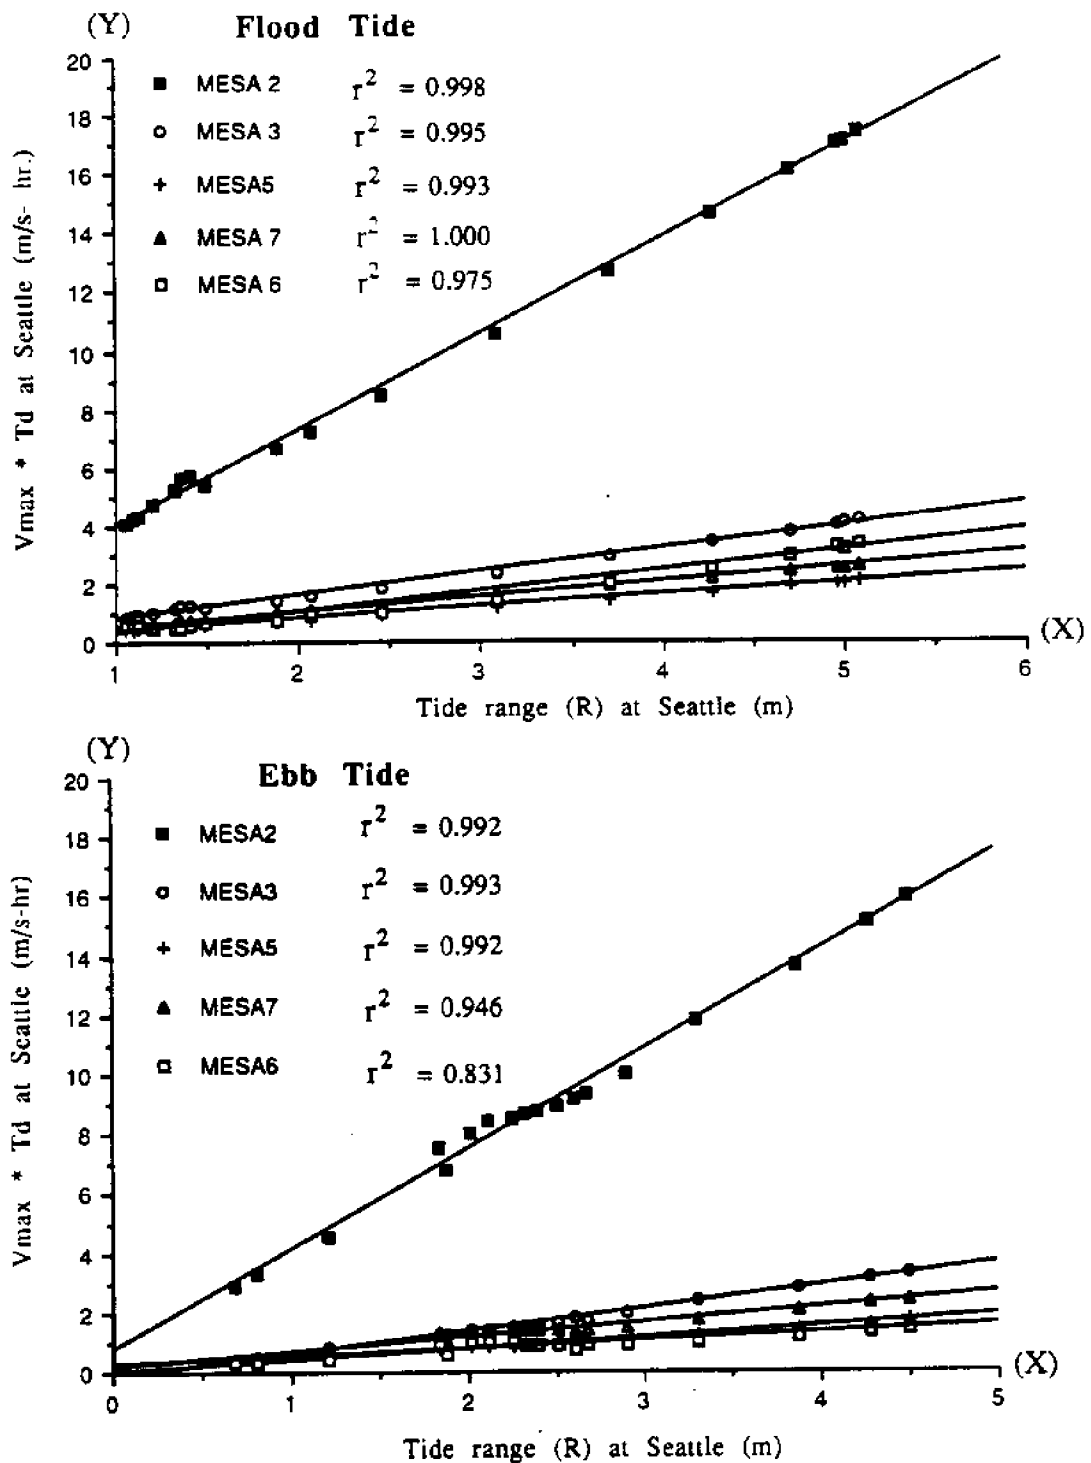 (Y)
Flood Tide
MESA 2 r² = 0.998
MESA 3 r² = 0.995
MESA5 r² = 0.993
MESA 7 r² = 1.000
MESA 6 r² = 0.975
20
18
16
14
12
10
8
6
4
2
0
Vmax * Td at Seattle (m/s- hr.)
1 2 3 4 5 6
(X)
Tide range (R) at Seattle (m)
(Y)
Ebb Tide
MESA2 r² = 0.992
MESA3 r² = 0.993
MESA5 r² = 0.992
MESA7 r² = 0.946
MESA6 r² = 0.831
20
18
16
14
12
10
8
6
4
2
0
Vmax * Td at Seattle (m/s-hr)
0 1 2 3 4 5
(X)
Tide range (R) at Seattle (m)